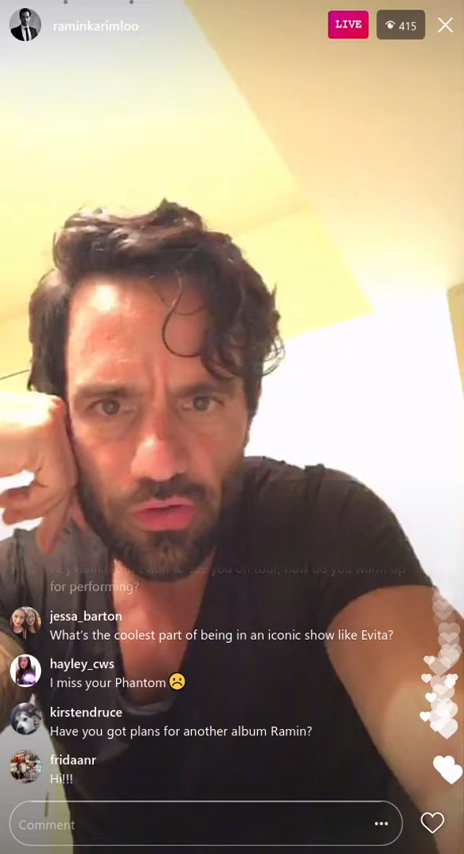 raminkarimloo
LIVE
415
for performing?
jessa_barton
What's the coolest part of being in an iconic show like Evita?
hayley_cws
I miss your Phantom ☹
kirstendruce
Have you got plans for another album Ramin?
fridaanr
Hi!!!
Comment